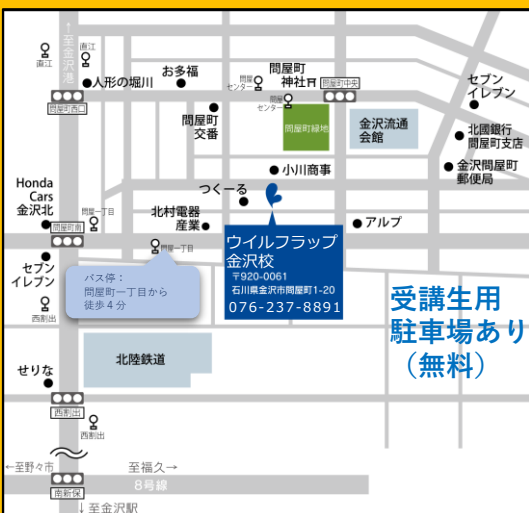 ↑至金沢港
直江
直江
人形の堀川
お多福
問屋センター
問屋町
神社
問屋町中央
セブン
イレブン
問屋町西口
問屋センター
問屋町
交番
問屋町緑地
金沢流通
会館
北國銀行
問屋町支店
小川商事
金沢問屋町
郵便局
Honda
Cars
金沢北
つくーる
問屋一丁目
北村電器
産業
アルプ
問屋町南
問屋一丁目
ウイルフラップ
金沢校
〒920-0061
石川県金沢市問屋町1-20
076-237-8891
セブン
イレブン
バス停：
問屋町一丁目から
徒歩４分
西割出
受講生用
駐車場あり
（無料）
北陸鉄道
せりな
西割出
西割出
←至野々市
至福久→
8号線
南新保
↓至金沢駅